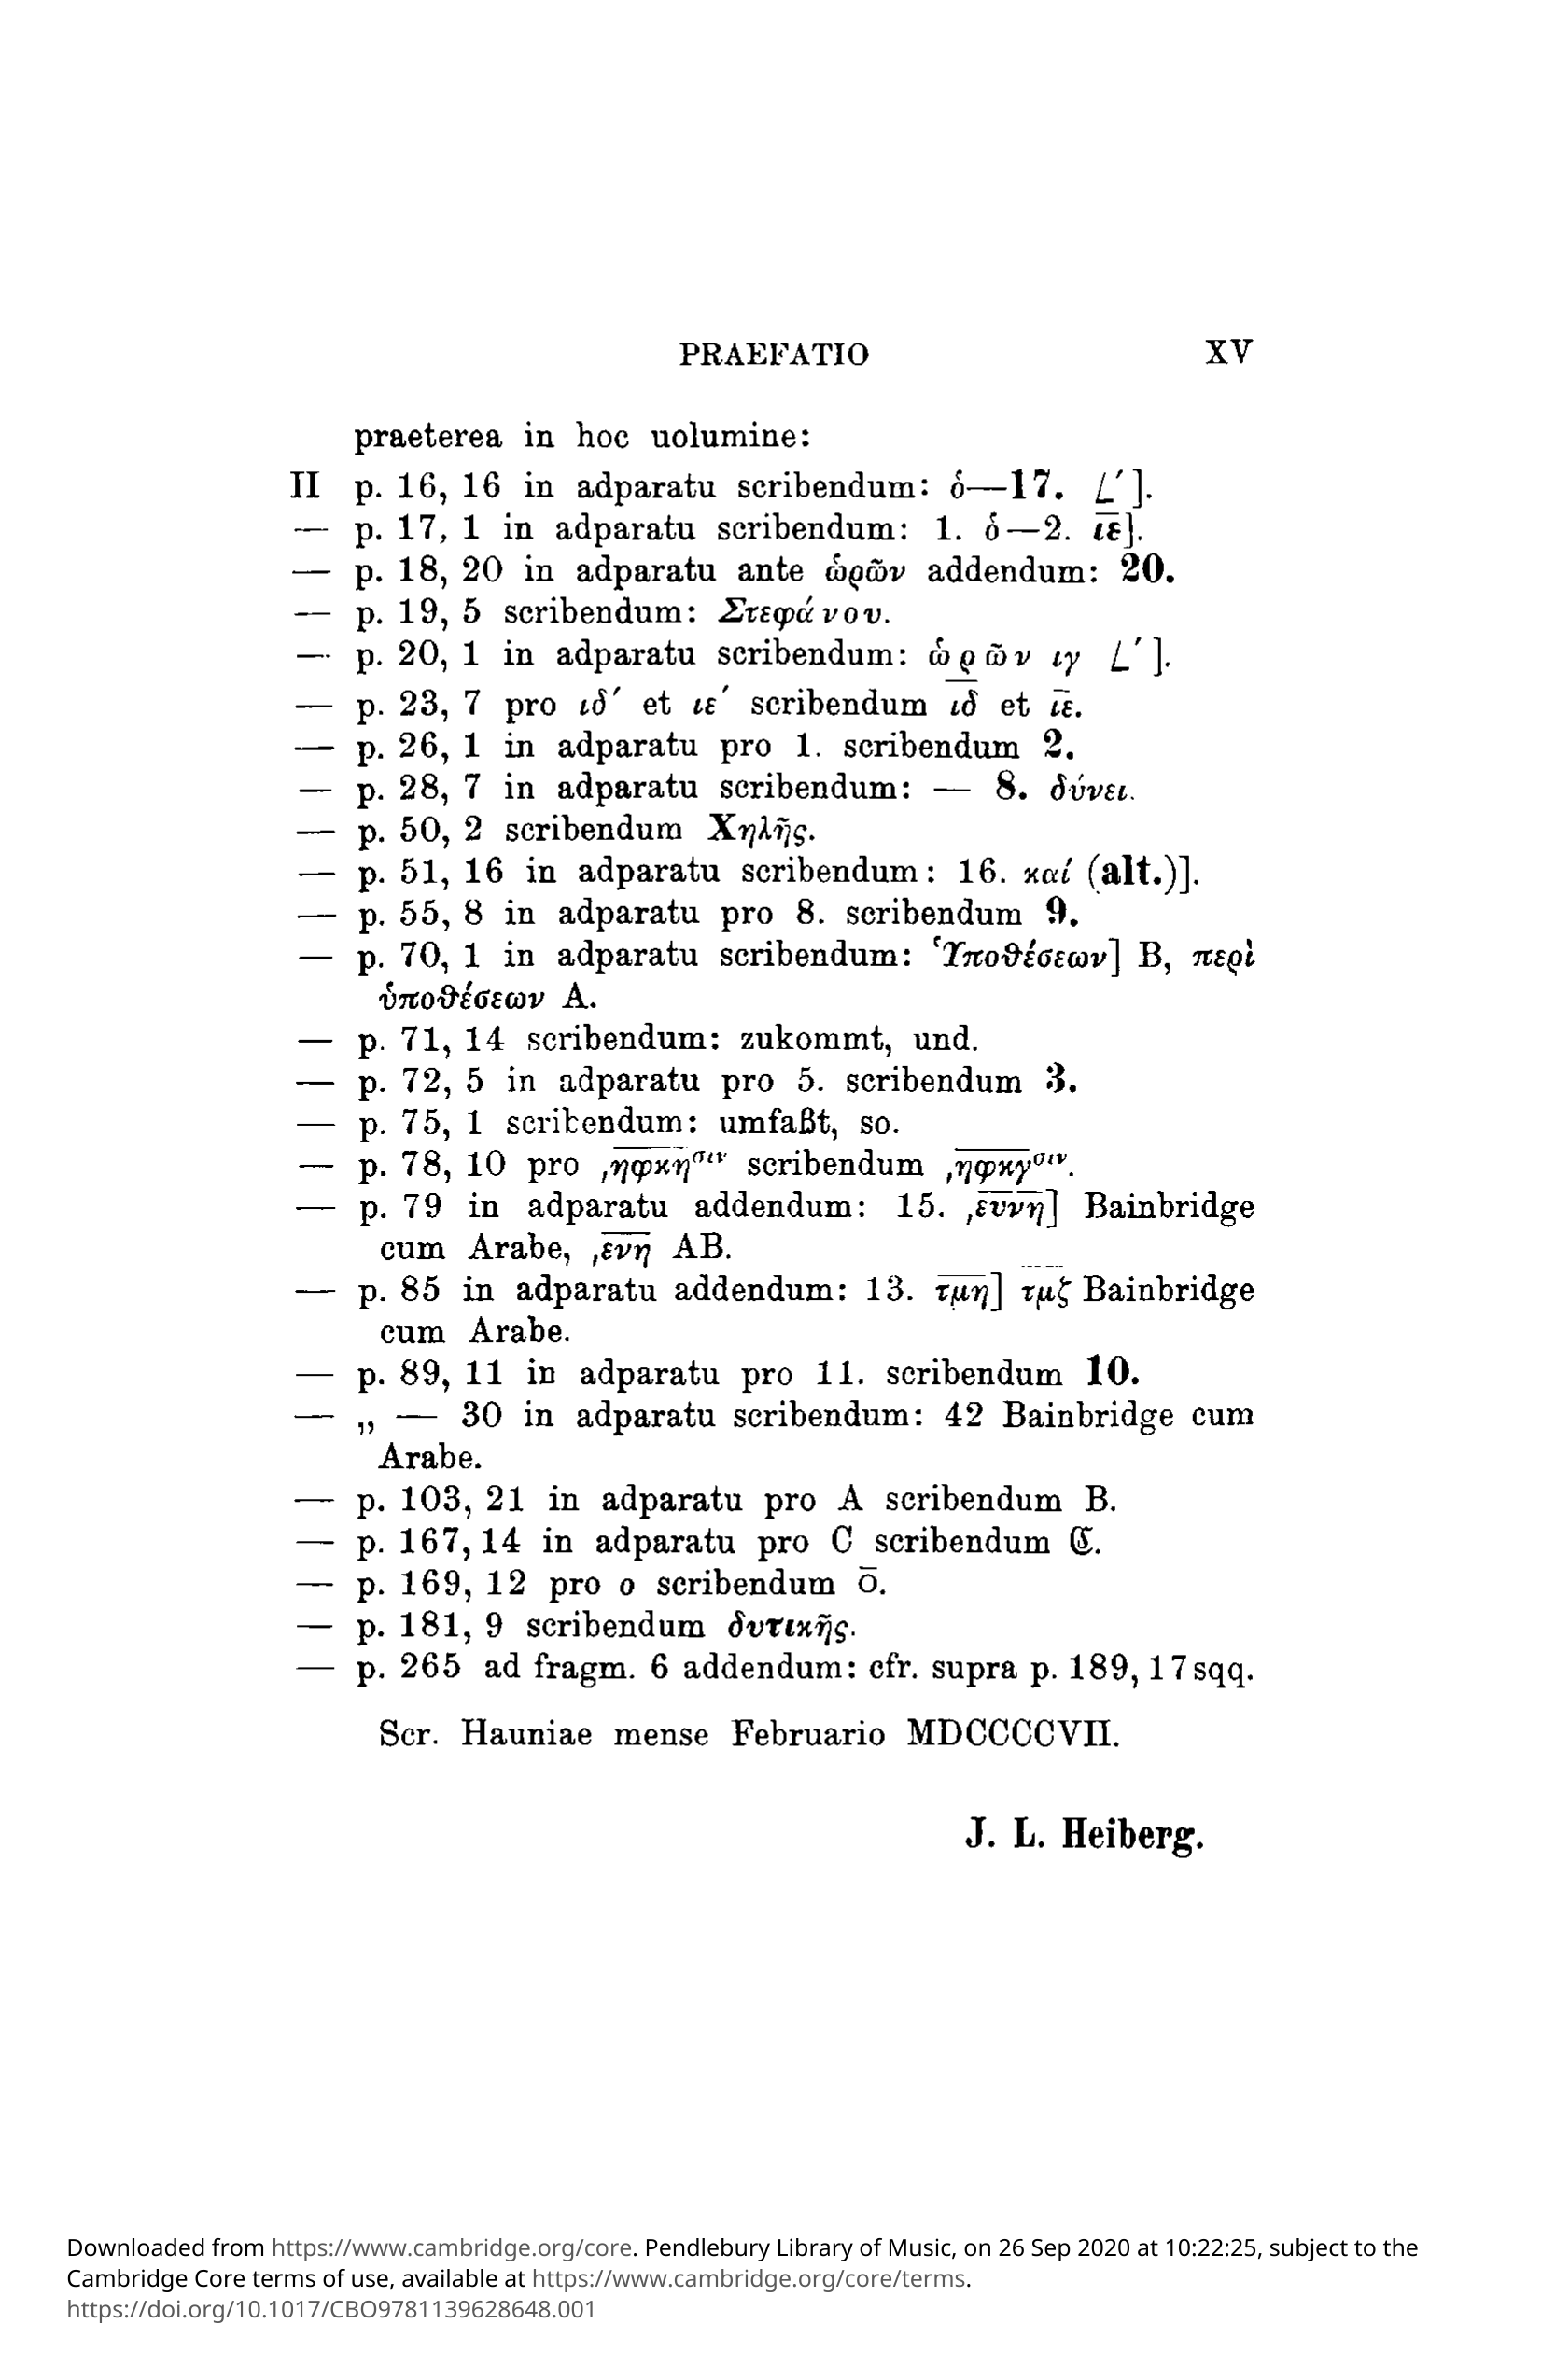 PRAEFATIO XV
praeterea in hoc uolumine:
II p. 16, 16 in adparatu scribendum: ὁ—17. 𐅵′].
— p. 17, 1 in adparatu scribendum: 1. ὁ—2. ι̅ε̅].
— p. 18, 20 in adparatu ante ὡρῶν addendum: 20.
— p. 19, 5 scribendum: Στεφάνου.
— p. 20, 1 in adparatu scribendum: ὡρῶν ιγ 𐅵′].
— p. 23, 7 pro ιδ′ et ιε′ scribendum ι̅δ̅ et ι̅ε̅.
— p. 26, 1 in adparatu pro 1. scribendum 2.
— p. 28, 7 in adparatu scribendum: — 8. δύνει.
— p. 50, 2 scribendum Χηλῆς.
— p. 51, 16 in adparatu scribendum: 16. καί (alt.)].
— p. 55, 8 in adparatu pro 8. scribendum 9.
— p. 70, 1 in adparatu scribendum: Ὑποθέσεων] B, περὶ
ὑποθέσεων A.
— p. 71, 14 scribendum: zukommt, und.
— p. 72, 5 in adparatu pro 5. scribendum 3.
— p. 75, 1 scribendum: umfaßt, so.
— p. 78, 10 pro ͵η̅φ̅κ̅η̅σιν scribendum ͵η̅φ̅κ̅γ̅σιν.
— p. 79 in adparatu addendum: 15. ͵ε̅υ̅ν̅η̅] Bainbridge
cum Arabe, ͵ε̅ν̅η̅ AB.
— p. 85 in adparatu addendum: 13. τ̅μ̅η̅] τ̅μ̅ζ̅ Bainbridge
cum Arabe.
— p. 89, 11 in adparatu pro 11. scribendum 10.
— „ — 30 in adparatu scribendum: 42 Bainbridge cum
Arabe.
— p. 103, 21 in adparatu pro A scribendum B.
— p. 167, 14 in adparatu pro C scribendum ℭ.
— p. 169, 12 pro o scribendum o̅.
— p. 181, 9 scribendum δυτικῆς.
— p. 265 ad fragm. 6 addendum: cfr. supra p. 189, 17 sqq.
Scr. Hauniae mense Februario MDCCCCVII.
J. L. Heiberg.
Downloaded from https://www.cambridge.org/core. Pendlebury Library of Music, on 26 Sep 2020 at 10:22:25, subject to the
Cambridge Core terms of use, available at https://www.cambridge.org/core/terms.
https://doi.org/10.1017/CBO9781139628648.001